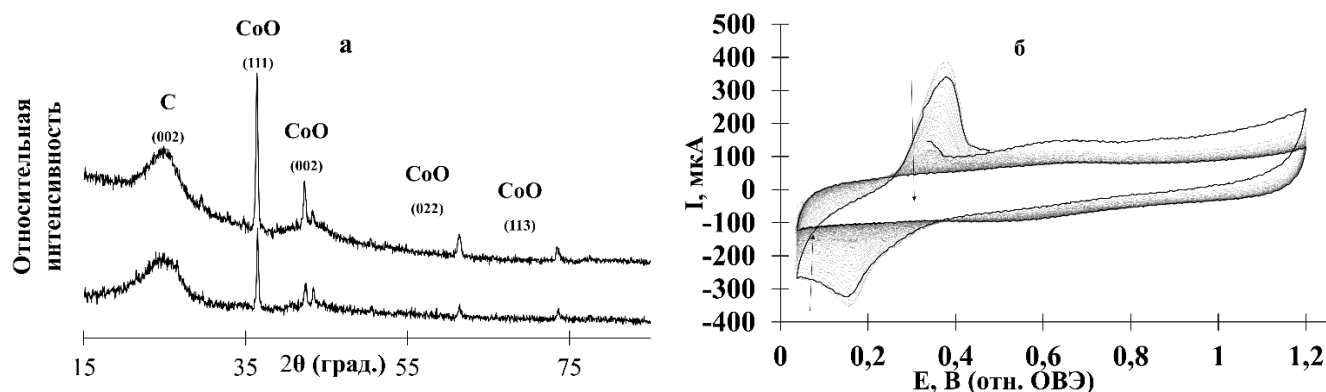 а
CoO
(111)
C
(002)
CoO
(002)
CoO
(022)
CoO
(113)
Относительная
интенсивность
15
35
2θ (град.)
55
75
б
500
400
300
200
100
0
-100
-200
-300
-400
I, мкА
0
0,2
0,4
0,6
0,8
1
1,2
E, В (отн. ОВЭ)